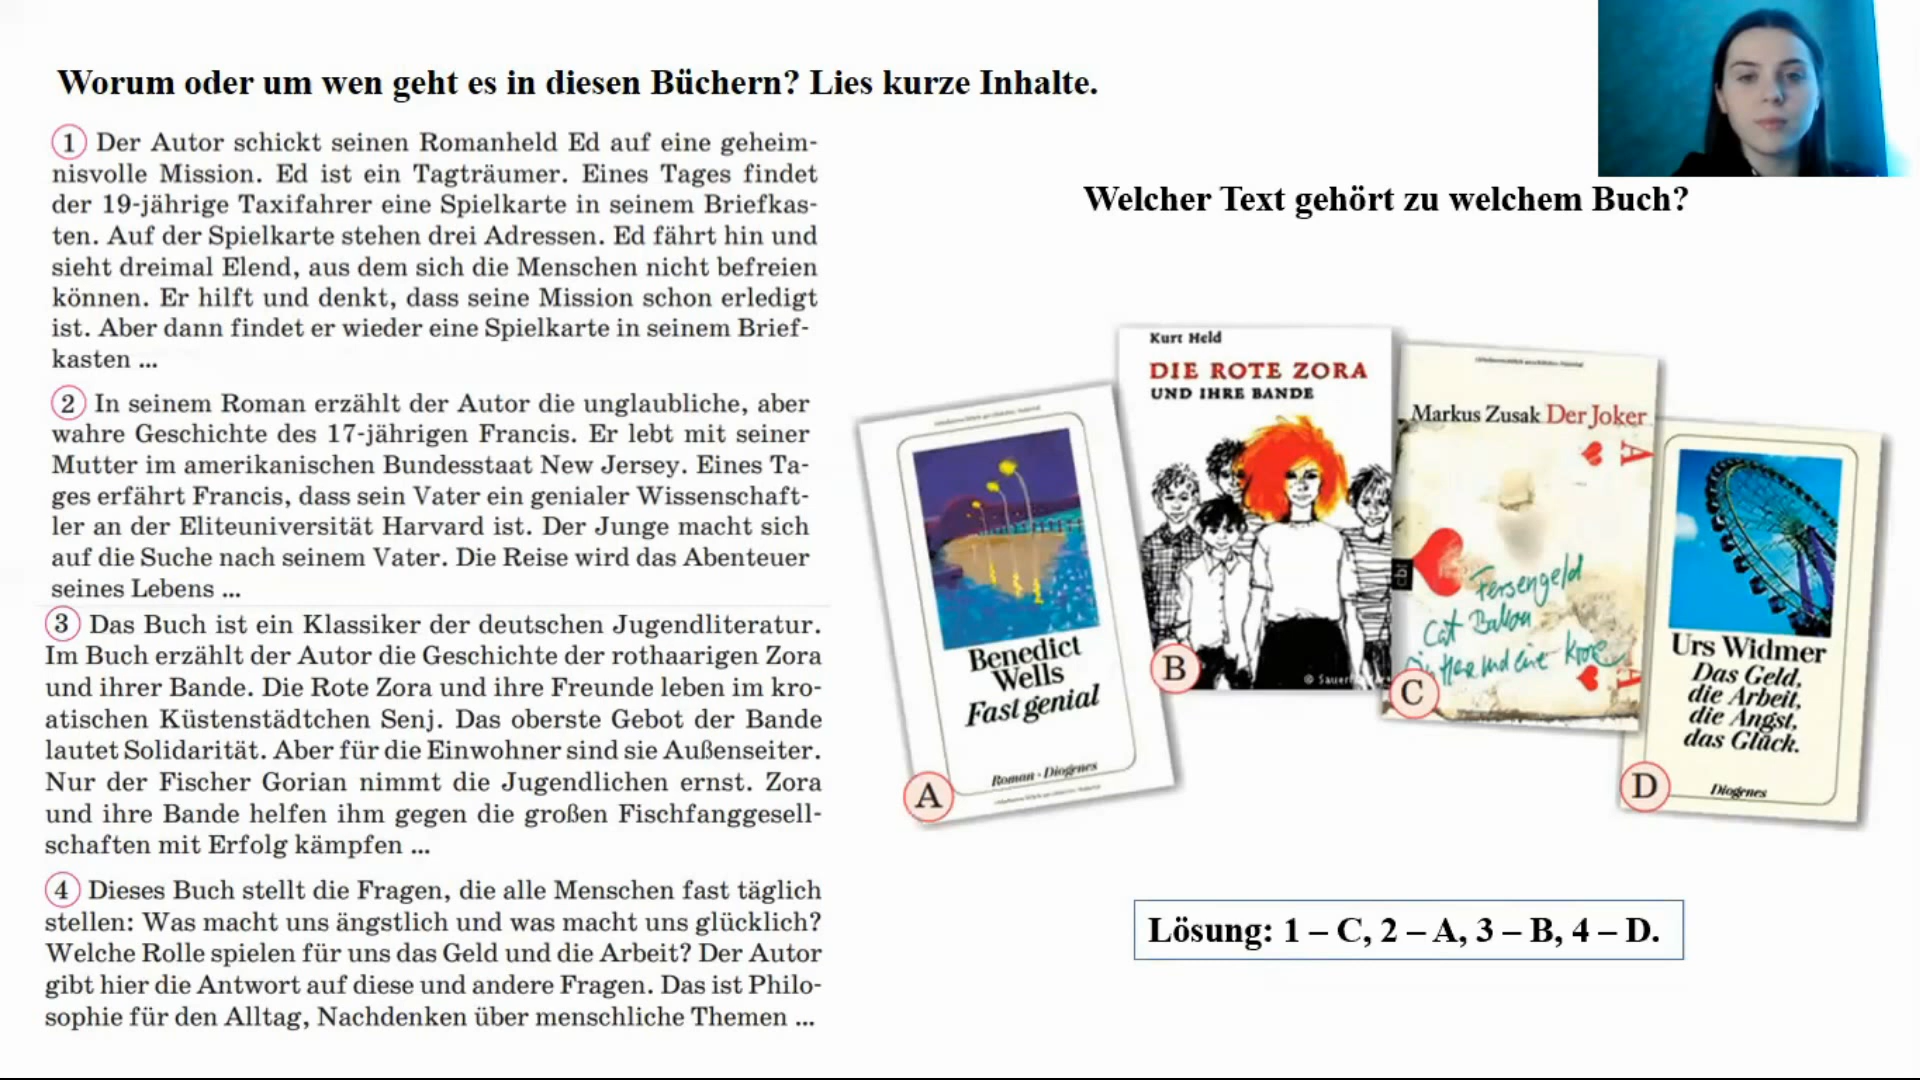 Worum oder um wen geht es in diesen Büchern? Lies kurze Inhalte.
1 Der Autor schickt seinen Romanheld Ed auf eine geheim-
nisvolle Mission. Ed ist ein Tagträumer. Eines Tages findet
der 19-jährige Taxifahrer eine Spielkarte in seinem Briefkas-
ten. Auf der Spielkarte stehen drei Adressen. Ed fährt hin und
sieht dreimal Elend, aus dem sich die Menschen nicht befreien
können. Er hilft und denkt, dass seine Mission schon erledigt
ist. Aber dann findet er wieder eine Spielkarte in seinem Brief-
kasten ...
2 In seinem Roman erzählt der Autor die unglaubliche, aber
wahre Geschichte des 17-jährigen Francis. Er lebt mit seiner
Mutter im amerikanischen Bundesstaat New Jersey. Eines Ta-
ges erfährt Francis, dass sein Vater ein genialer Wissenschaft-
ler an der Eliteuniversität Harvard ist. Der Junge macht sich
auf die Suche nach seinem Vater. Die Reise wird das Abenteuer
seines Lebens ...
3 Das Buch ist ein Klassiker der deutschen Jugendliteratur.
Im Buch erzählt der Autor die Geschichte der rothaarigen Zora
und ihrer Bande. Die Rote Zora und ihre Freunde leben im kro-
atischen Küstenstädtchen Senj. Das oberste Gebot der Bande
lautet Solidarität. Aber für die Einwohner sind sie Außenseiter.
Nur der Fischer Gorian nimmt die Jugendlichen ernst. Zora
und ihre Bande helfen ihm gegen die großen Fischfanggesell-
schaften mit Erfolg kämpfen ...
4 Dieses Buch stellt die Fragen, die alle Menschen fast täglich
stellen: Was macht uns ängstlich und was macht uns glücklich?
Welche Rolle spielen für uns das Geld und die Arbeit? Der Autor
gibt hier die Antwort auf diese und andere Fragen. Das ist Philo-
sophie für den Alltag, Nachdenken über menschliche Themen ...
Welcher Text gehört zu welchem Buch?
Benedict
Wells
Fast genial
Roman · Diogenes
A
Kurt Held
DIE ROTE ZORA
UND IHRE BANDE
B
Markus Zusak Der Joker
A
cbj
Fersengeld
Cat Ballou
A
C
Urs Widmer
Das Geld,
die Arbeit,
die Angst,
das Glück.
Diogenes
D
Lösung: 1 – C, 2 – A, 3 – B, 4 – D.